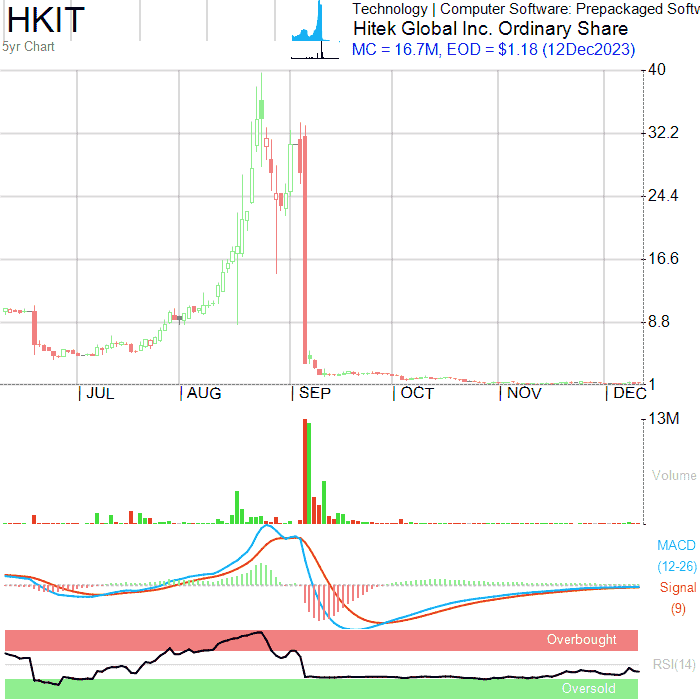 HKIT
5yr Chart
Technology | Computer Software: Prepackaged Softw
Hitek Global Inc. Ordinary Share
MC = 16.7M, EOD = $1.18 (12Dec2023)
40
32.2
24.4
16.6
8.8
1
JUL AUG SEP OCT NOV DEC
13M
Volume
MACD
(12-26)
Signal
(9)
Overbought
RSI(14)
Oversold